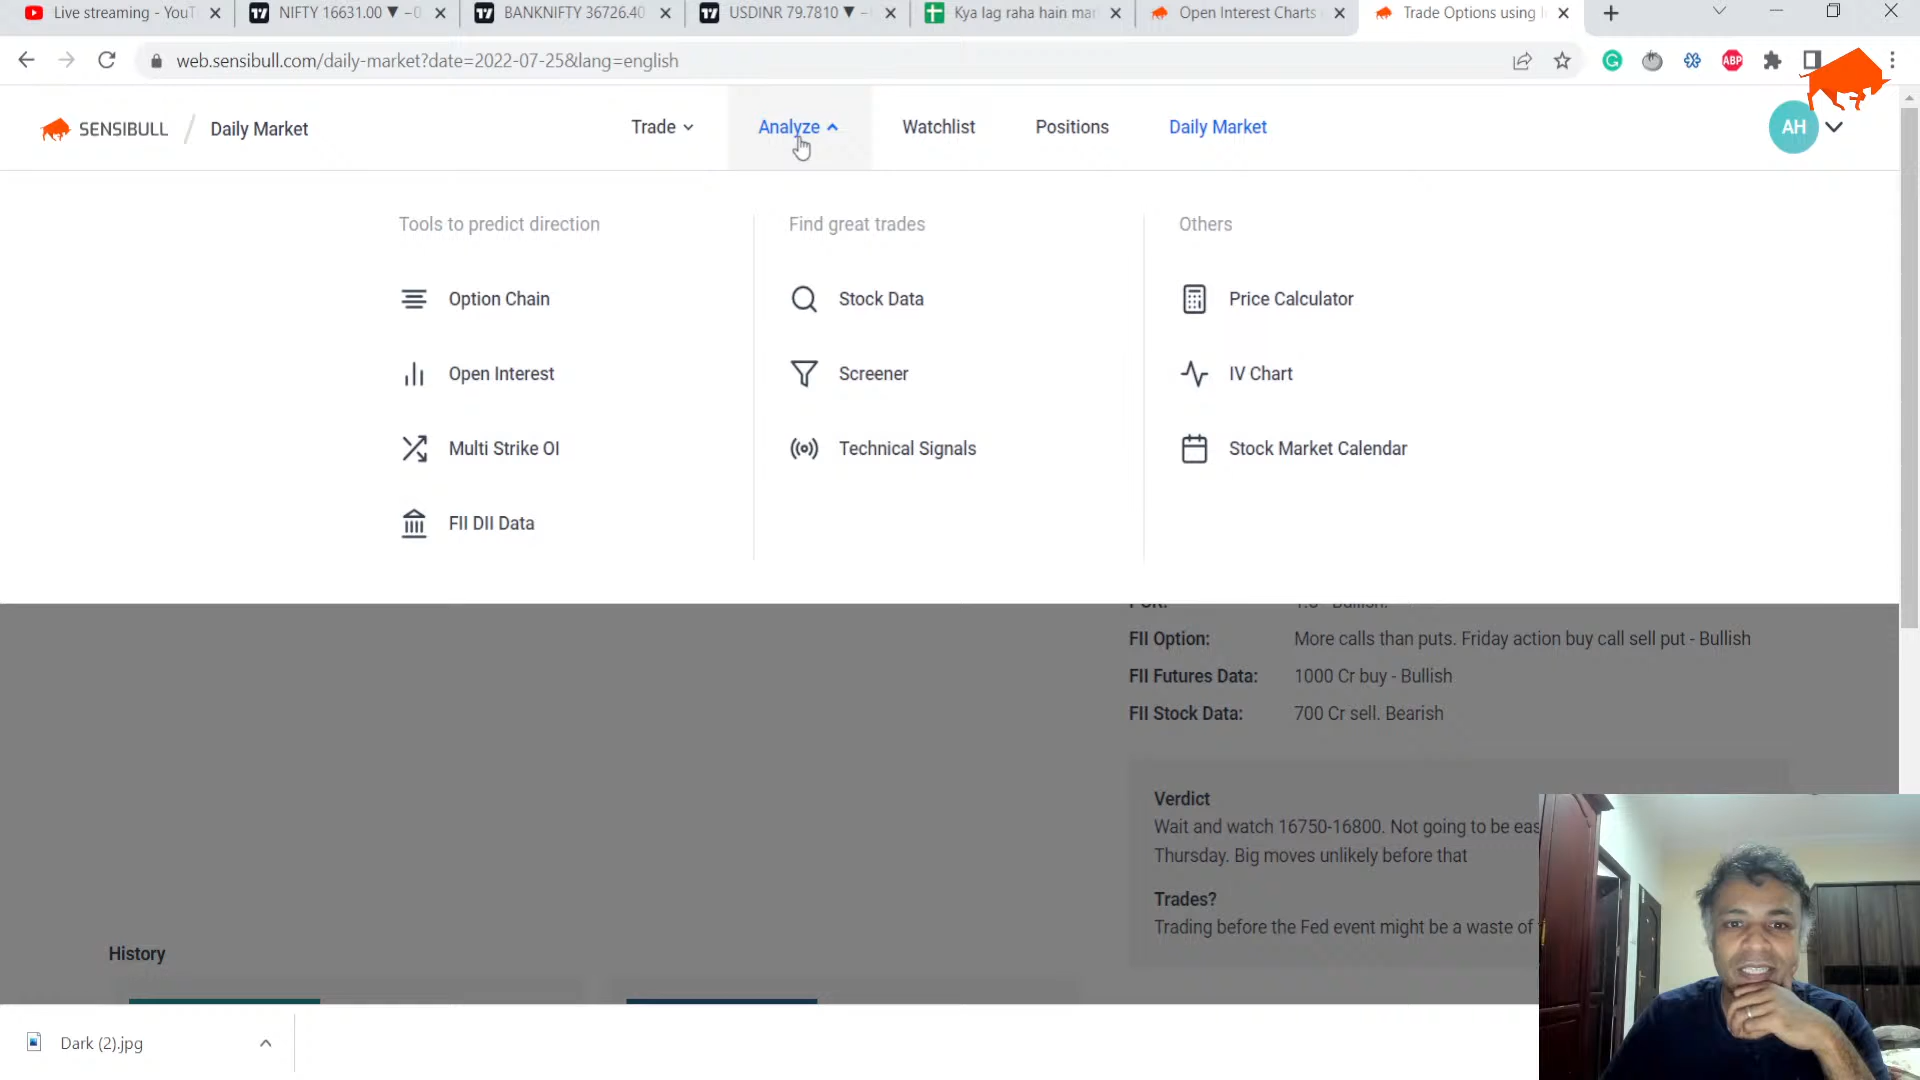 Live streaming - YouT
NIFTY 16631.00 ▼
BANKNIFTY 36726.40
USDINR 79.7810 ▼ –
Kya lag raha hain mar
Open Interest Charts
Trade Options using
web.sensibull.com/daily-market?date=2022-07-25&lang=english
ABP
SENSIBULL / Daily Market
Trade
Analyze
Watchlist
Positions
Daily Market
AH
Tools to predict direction
Find great trades
Others
Option Chain
Stock Data
Price Calculator
Open Interest
Screener
IV Chart
Multi Strike OI
Technical Signals
Stock Market Calendar
FII DII Data
FII Option: More calls than puts. Friday action buy call sell put - Bullish
FII Futures Data: 1000 Cr buy - Bullish
FII Stock Data: 700 Cr sell. Bearish
Verdict
Wait and watch 16750-16800. Not going to be eas
Thursday. Big moves unlikely before that
Trades?
Trading before the Fed event might be a waste of
History
Dark (2).jpg